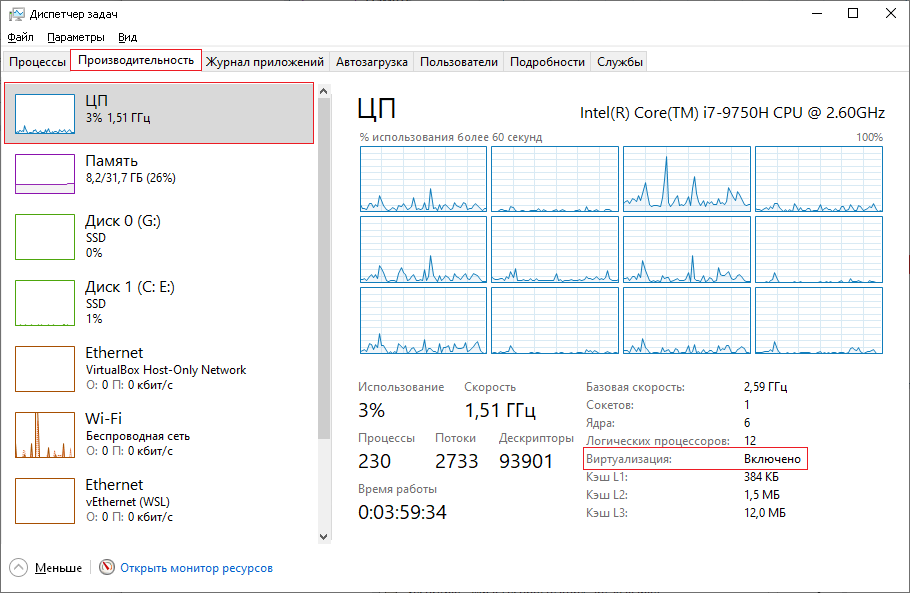 Диспетчер задач
Файл Параметры Вид
Процессы Производительность Журнал приложений Автозагрузка Пользователи Подробности Службы
ЦП
3% 1,51 ГГц
Память
8,2/31,7 ГБ (26%)
Диск 0 (G:)
SSD
0%
Диск 1 (C: E:)
SSD
1%
Ethernet
VirtualBox Host-Only Network
О: 0 П: 0 кбит/с
Wi-Fi
Беспроводная сеть
О: 0 П: 0 кбит/с
Ethernet
vEthernet (WSL)
О: 0 П: 0 кбит/с
ЦП Intel(R) Core(TM) i7-9750H CPU @ 2.60GHz
% использования более 60 секунд 100%
Использование Скорость
3% 1,51 ГГц
Процессы Потоки Дескрипторы
230 2733 93901
Время работы
0:03:59:34
Базовая скорость: 2,59 ГГц
Сокетов: 1
Ядра: 6
Логических процессоров: 12
Виртуализация: Включено
Кэш L1: 384 КБ
Кэш L2: 1,5 МБ
Кэш L3: 12,0 МБ
Меньше Открыть монитор ресурсов